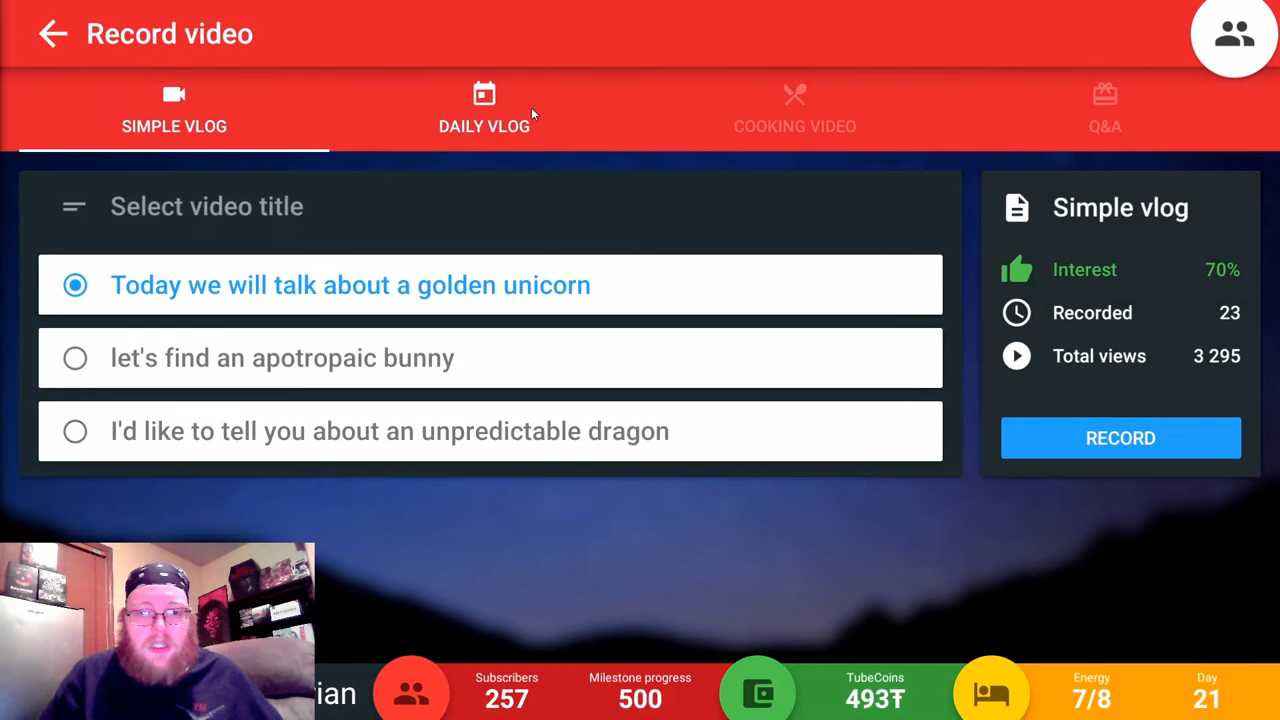 Record video
SIMPLE VLOG
DAILY VLOG
COOKING VIDEO
Q&A
Select video title
Today we will talk about a golden unicorn
let's find an apotropaic bunny
I'd like to tell you about an unpredictable dragon
Simple vlog
Interest 70%
Recorded 23
Total views 3 295
RECORD
ian
Subscribers
257
Milestone progress
500
TubeCoins
493Ŧ
Energy
7/8
Day
21